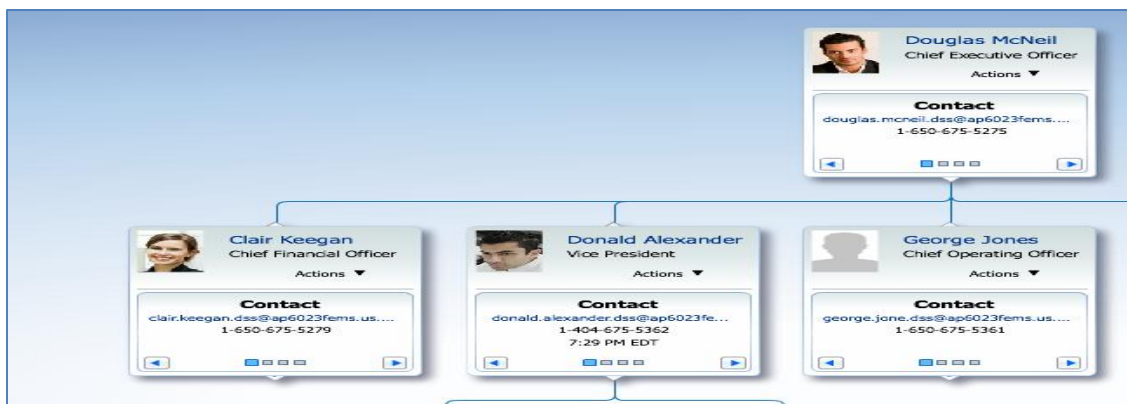 Douglas McNeil
Chief Executive Officer
Actions ▼
Contact
douglas.mcneil.dss@ap6023fems....
1-650-675-5275
Clair Keegan
Chief Financial Officer
Actions ▼
Contact
clair.keegan.dss@ap6023fems.us....
1-650-675-5279
Donald Alexander
Vice President
Actions ▼
Contact
donald.alexander.dss@ap6023fe...
1-404-675-5362
7:29 PM EDT
George Jones
Chief Operating Officer
Actions ▼
Contact
george.jone.dss@ap6023fems.us....
1-650-675-5361